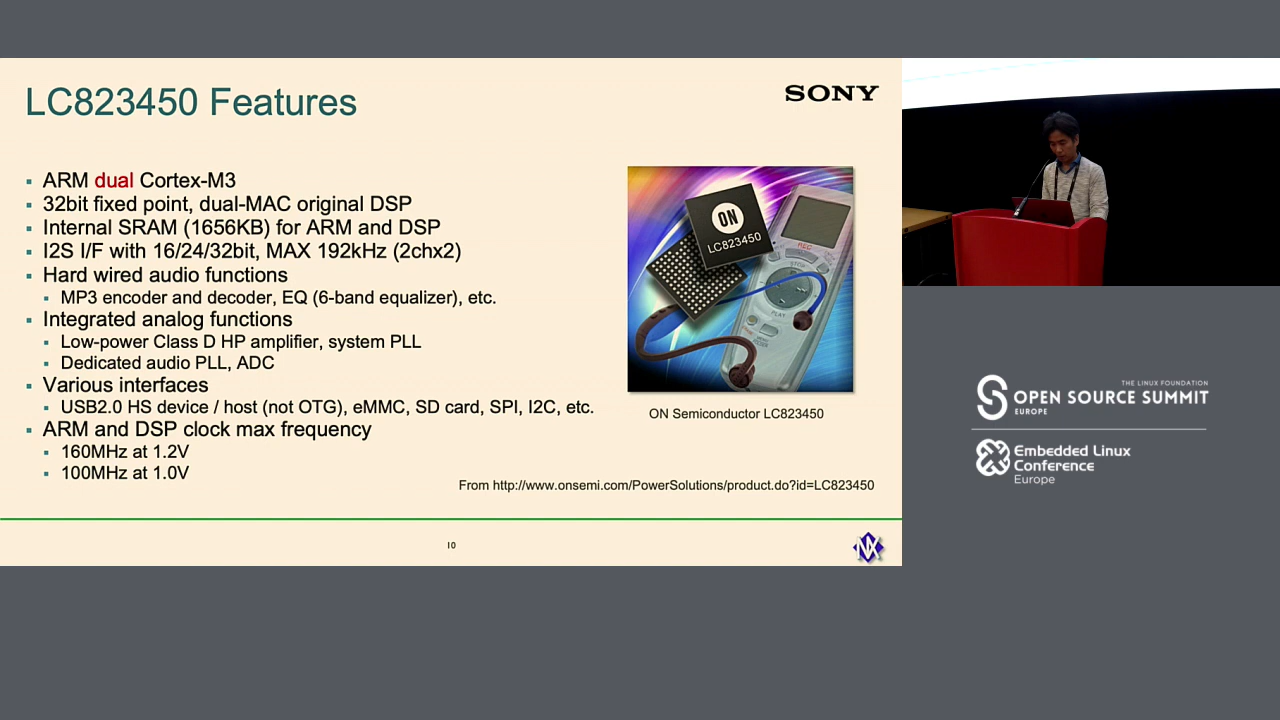 LC823450 Features
SONY
ARM dual Cortex-M3
32bit fixed point, dual-MAC original DSP
Internal SRAM (1656KB) for ARM and DSP
I2S I/F with 16/24/32bit, MAX 192kHz (2chx2)
Hard wired audio functions
MP3 encoder and decoder, EQ (6-band equalizer), etc.
Integrated analog functions
Low-power Class D HP amplifier, system PLL
Dedicated audio PLL, ADC
Various interfaces
USB2.0 HS device / host (not OTG), eMMC, SD card, SPI, I2C, etc.
ARM and DSP clock max frequency
160MHz at 1.2V
100MHz at 1.0V
ON
LC823450
REC
STOP
PLAY
ON Semiconductor LC823450
From http://www.onsemi.com/PowerSolutions/product.do?id=LC823450
10
NX
THE LINUX FOUNDATION
OPEN SOURCE SUMMIT
EUROPE
Embedded Linux
Conference
Europe